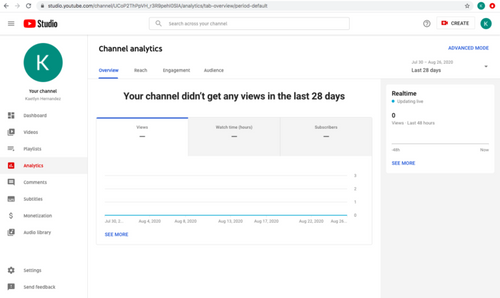 studio.youtube.com/channel/
/analytics/tab-overview/period-default
Studio
Search across your channel
CREATE
K
K
Your channel
Kaitlyn Hernandez
Dashboard
Videos
Playlists
Analytics
Comments
Subtitles
Monetization
Audio library
Settings
Send feedback
Channel analytics
ADVANCED MODE
Overview
Reach
Engagement
Audience
Jul 30 – Aug 26, 2020
Last 28 days
Your channel didn't get any views in the last 28 days
Views
—
Watch time (hours)
—
Subscribers
—
3
2
1
0
Jul 30, 2...
Aug 4, 2020
Aug 8, 2020
Aug 13, 2020
Aug 17, 2020
Aug 22, 2020
Aug 26...
SEE MORE
Realtime
Updating live
0
Views · Last 48 hours
-48h
Now
SEE MORE